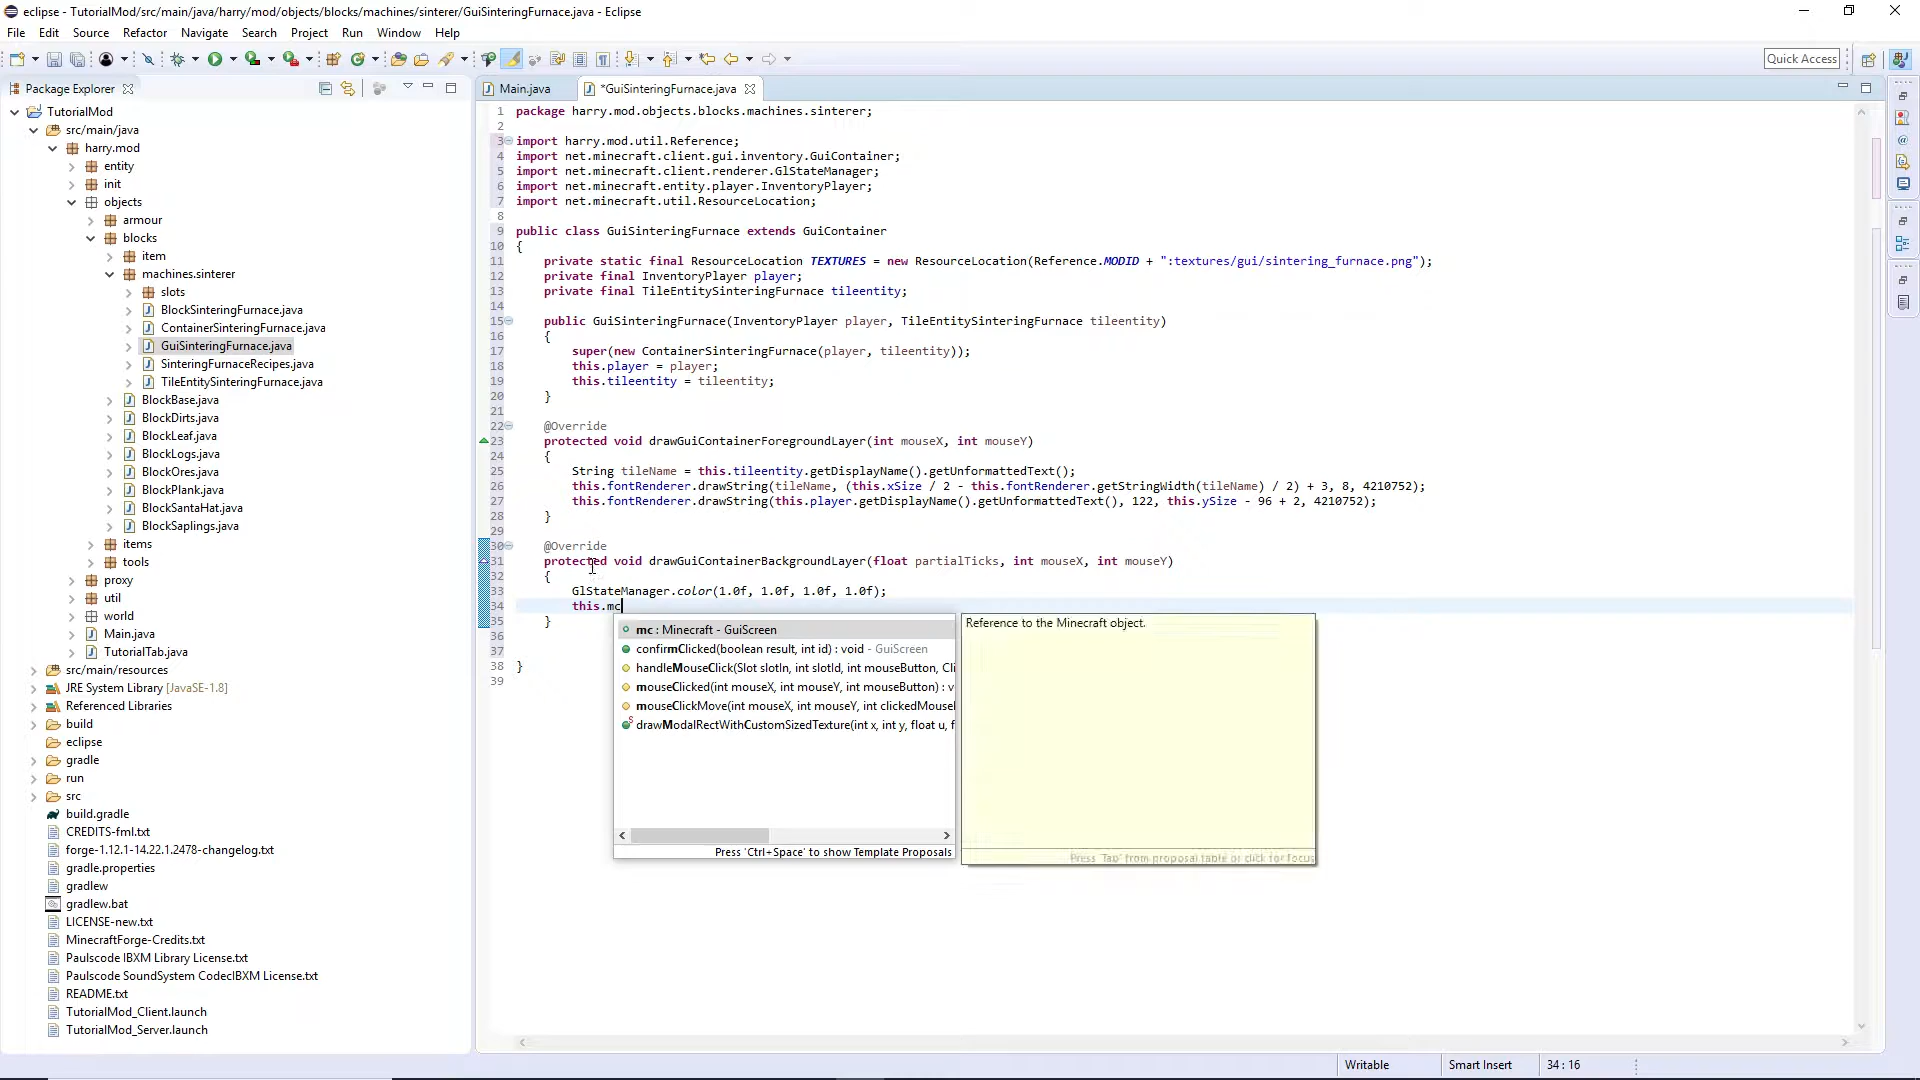 eclipse - TutorialMod/src/main/java/harry/mod/objects/blocks/machines/sinterer/GuiSinteringFurnace.java - Eclipse
File Edit Source Refactor Navigate Search Project Run Window Help
Quick Access
Package Explorer
TutorialMod
src/main/java
harry.mod
entity
init
objects
armour
blocks
item
machines.sinterer
slots
BlockSinteringFurnace.java
ContainerSinteringFurnace.java
GuiSinteringFurnace.java
SinteringFurnaceRecipes.java
TileEntitySinteringFurnace.java
BlockBase.java
BlockDirts.java
BlockLeaf.java
BlockLogs.java
BlockOres.java
BlockPlank.java
BlockSantaHat.java
BlockSaplings.java
items
tools
proxy
util
world
Main.java
TutorialTab.java
src/main/resources
JRE System Library [JavaSE-1.8]
Referenced Libraries
build
eclipse
gradle
run
src
build.gradle
CREDITS-fml.txt
forge-1.12.1-14.22.1.2478-changelog.txt
gradle.properties
gradlew
gradlew.bat
LICENSE-new.txt
MinecraftForge-Credits.txt
Paulscode IBXM Library License.txt
Paulscode SoundSystem CodecIBXM License.txt
README.txt
TutorialMod_Client.launch
TutorialMod_Server.launch
Main.java *GuiSinteringFurnace.java
1 package harry.mod.objects.blocks.machines.sinterer;
2
3 import harry.mod.util.Reference;
4 import net.minecraft.client.gui.inventory.GuiContainer;
5 import net.minecraft.client.renderer.GlStateManager;
6 import net.minecraft.entity.player.InventoryPlayer;
7 import net.minecraft.util.ResourceLocation;
8
9 public class GuiSinteringFurnace extends GuiContainer
10 {
11 private static final ResourceLocation TEXTURES = new ResourceLocation(Reference.MODID + ":textures/gui/sintering_furnace.png");
12 private final InventoryPlayer player;
13 private final TileEntitySinteringFurnace tileentity;
14
15 public GuiSinteringFurnace(InventoryPlayer player, TileEntitySinteringFurnace tileentity)
16 {
17 super(new ContainerSinteringFurnace(player, tileentity));
18 this.player = player;
19 this.tileentity = tileentity;
20 }
21
22 @Override
23 protected void drawGuiContainerForegroundLayer(int mouseX, int mouseY)
24 {
25 String tileName = this.tileentity.getDisplayName().getUnformattedText();
26 this.fontRenderer.drawString(tileName, (this.xSize / 2 - this.fontRenderer.getStringWidth(tileName) / 2) + 3, 8, 4210752);
27 this.fontRenderer.drawString(this.player.getDisplayName().getUnformattedText(), 122, this.ySize - 96 + 2, 4210752);
28 }
29
30 @Override
31 protected void drawGuiContainerBackgroundLayer(float partialTicks, int mouseX, int mouseY)
32 {
33 GlStateManager.color(1.0f, 1.0f, 1.0f, 1.0f);
34 this.mc
35 }
36
37
38 }
39
mc : Minecraft - GuiScreen
confirmClicked(boolean result, int id) : void - GuiScreen
handleMouseClick(Slot slotIn, int slotId, int mouseButton, Cli
mouseClicked(int mouseX, int mouseY, int mouseButton) : v
mouseClickMove(int mouseX, int mouseY, int clickedMouse
drawModalRectWithCustomSizedTexture(int x, int y, float u, f
Press 'Ctrl+Space' to show Template Proposals
Reference to the Minecraft object.
Press 'Tab' from proposal table or click for focus
Writable Smart Insert 34 : 16